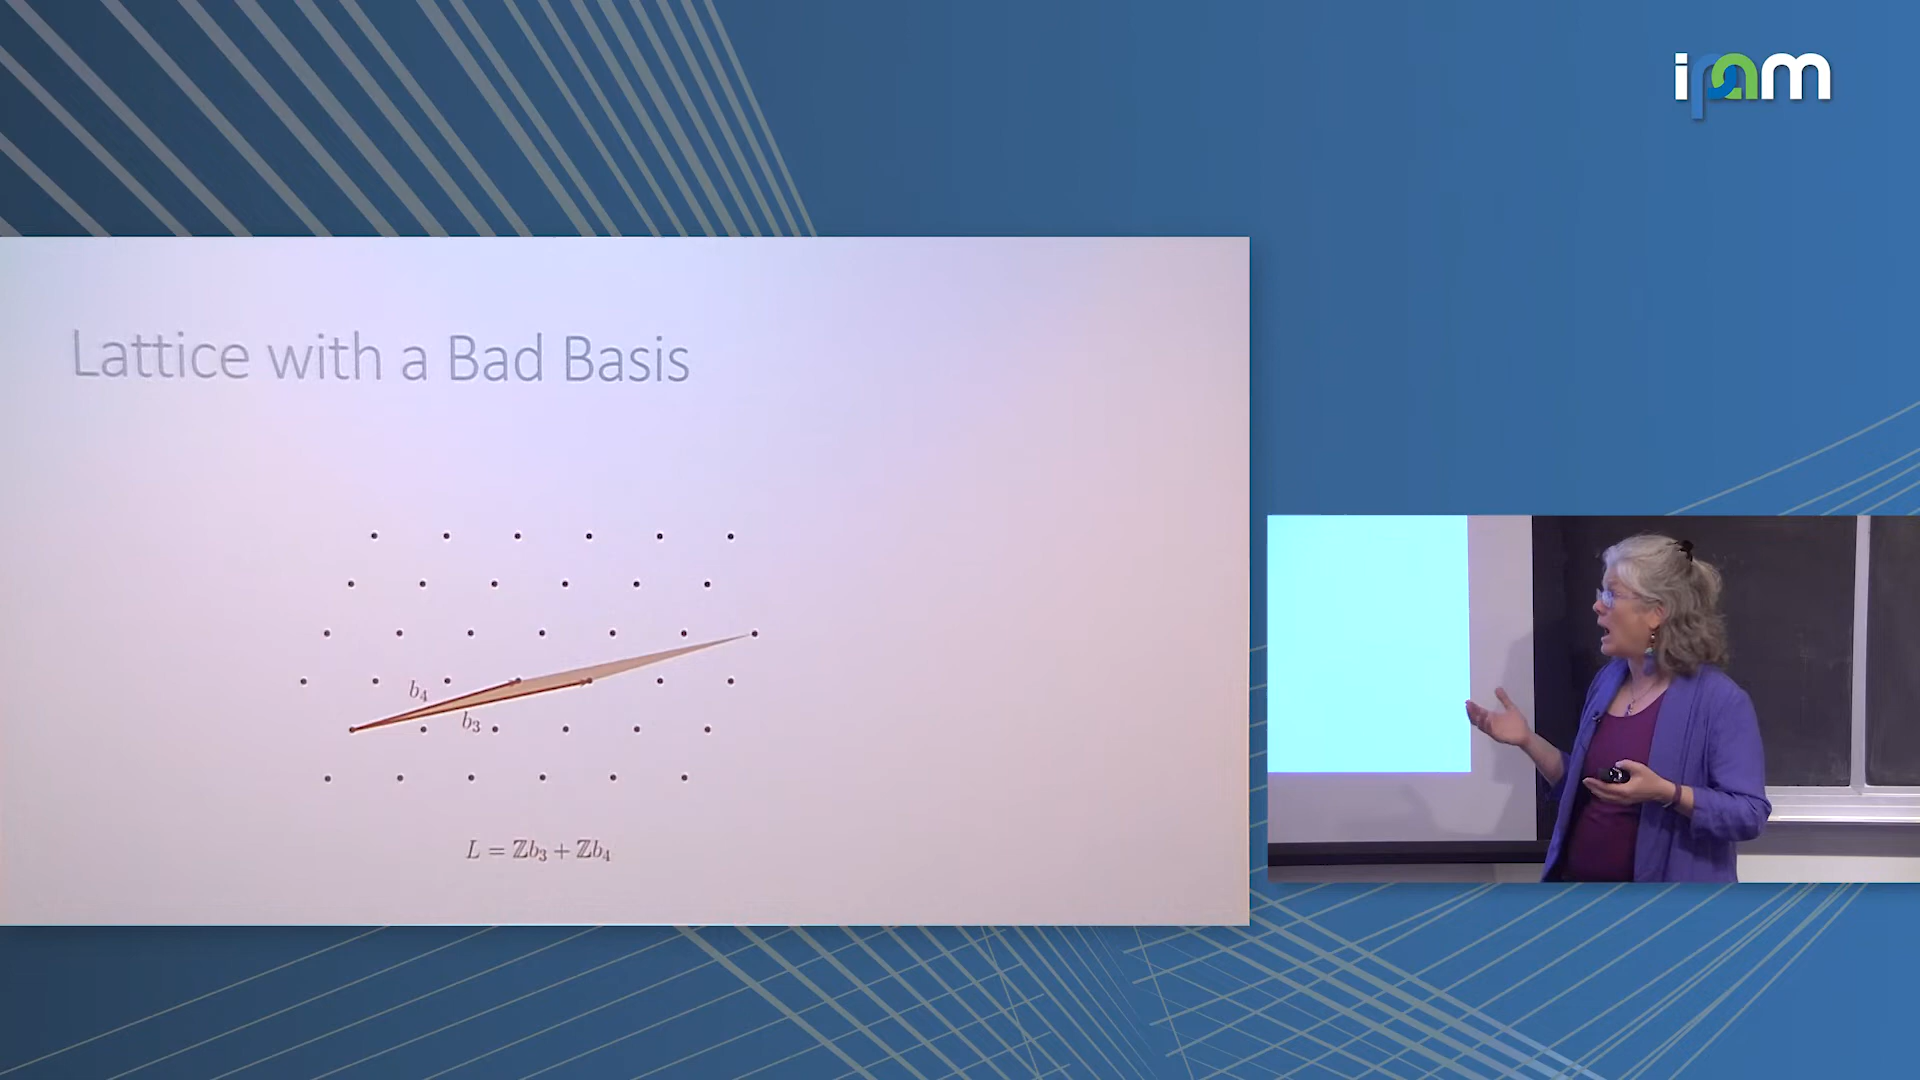 ipam
Lattice with a Bad Basis
b₄
b₃
L = ℤb₃ + ℤb₄